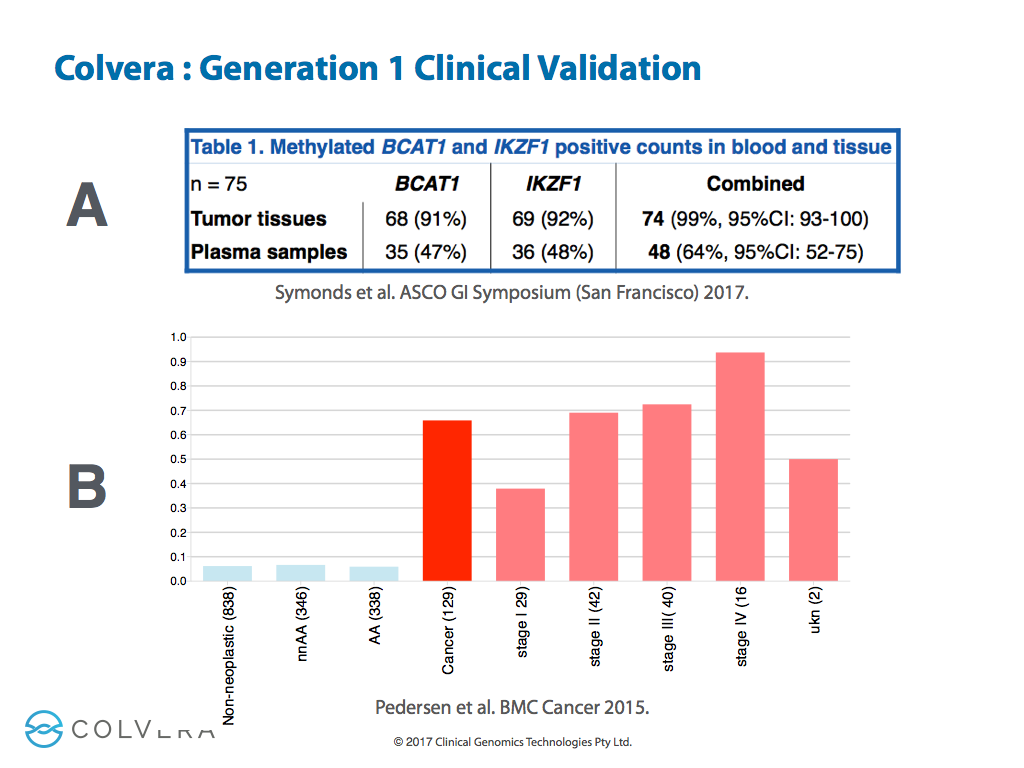 Colvera : Generation 1 Clinical Validation
A
Table 1. Methylated BCAT1 and IKZF1 positive counts in blood and tissue
n = 75 BCAT1 IKZF1 Combined
Tumor tissues 68 (91%) 69 (92%) 74 (99%, 95%CI: 93-100)
Plasma samples 35 (47%) 36 (48%) 48 (64%, 95%CI: 52-75)
Symonds et al. ASCO GI Symposium (San Francisco) 2017.
B
1.0
0.9
0.8
0.7
0.6
0.5
0.4
0.3
0.2
0.1
0.0
Non-neoplastic (838)
nnAA (346)
AA (338)
Cancer (129)
stage I 29)
stage II (42)
stage III( 40)
stage IV (16
ukn (2)
Pedersen et al. BMC Cancer 2015.
COLVERA
© 2017 Clinical Genomics Technologies Pty Ltd.